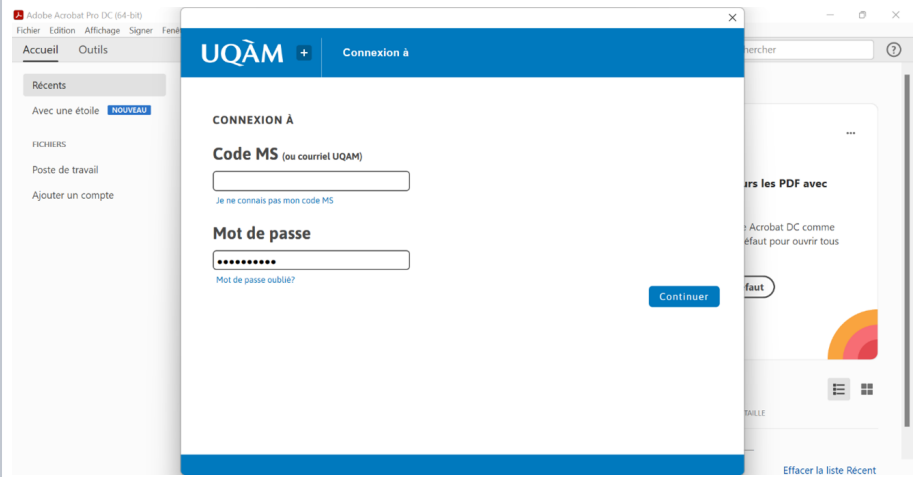 Adobe Acrobat Pro DC (64-bit)
Fichier Edition Affichage Signer Fenê
Accueil Outils
hercher
?
Récents
Avec une étoile NOUVEAU
FICHIERS
Poste de travail
Ajouter un compte
UQÀM + Connexion à
CONNEXION À
Code MS (ou courriel UQAM)
Je ne connais pas mon code MS
Mot de passe
••••••••••
Mot de passe oublié?
Continuer
urs les PDF avec
Acrobat DC comme
éfaut pour ouvrir tous
faut
TAILLE
Effacer la liste Récent